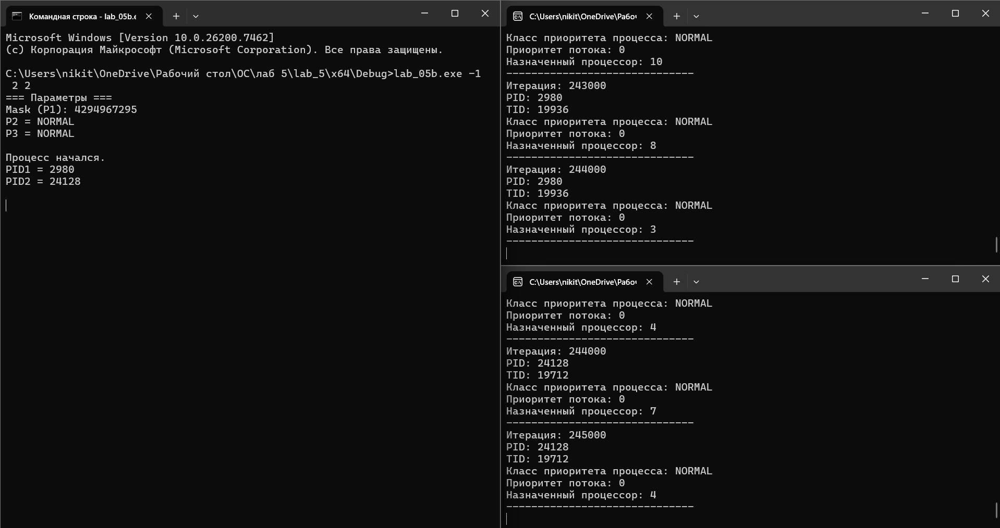 Командная строка - lab_05b.e
Microsoft Windows [Version 10.0.26200.7462]
(c) Корпорация Майкрософт (Microsoft Corporation). Все права защищены.
C:\Users\nikit\OneDrive\Рабочий стол\ОС\лаб 5\lab_5\x64\Debug>lab_05b.exe -1
2 2
=== Параметры ===
Mask (P1): 4294967295
P2 = NORMAL
P3 = NORMAL
Процесс начался.
PID1 = 2980
PID2 = 24128
C:\Users\nikit\OneDrive\Рабоч
Класс приоритета процесса: NORMAL
Приоритет потока: 0
Назначенный процессор: 10
------------------------------
Итерация: 243000
PID: 2980
TID: 19936
Класс приоритета процесса: NORMAL
Приоритет потока: 0
Назначенный процессор: 8
------------------------------
Итерация: 244000
PID: 2980
TID: 19936
Класс приоритета процесса: NORMAL
Приоритет потока: 0
Назначенный процессор: 3
------------------------------
C:\Users\nikit\OneDrive\Рабоч
Класс приоритета процесса: NORMAL
Приоритет потока: 0
Назначенный процессор: 4
------------------------------
Итерация: 244000
PID: 24128
TID: 19712
Класс приоритета процесса: NORMAL
Приоритет потока: 0
Назначенный процессор: 7
------------------------------
Итерация: 245000
PID: 24128
TID: 19712
Класс приоритета процесса: NORMAL
Приоритет потока: 0
Назначенный процессор: 4
------------------------------